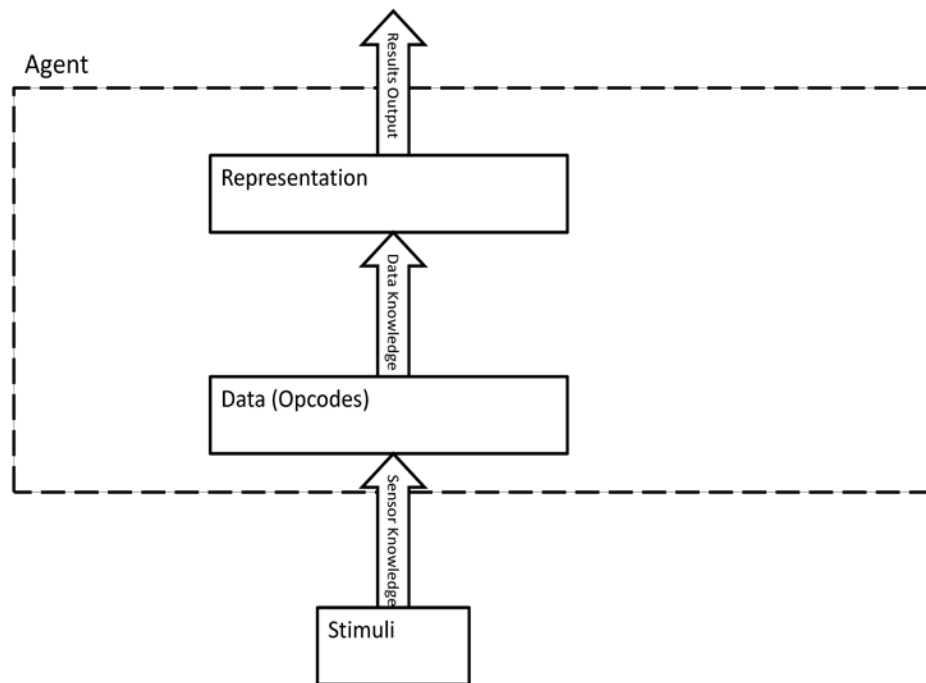 Results Output
Agent
Representation
Data Knowledge
Data (Opcodes)
Sensor Knowledge
Stimuli